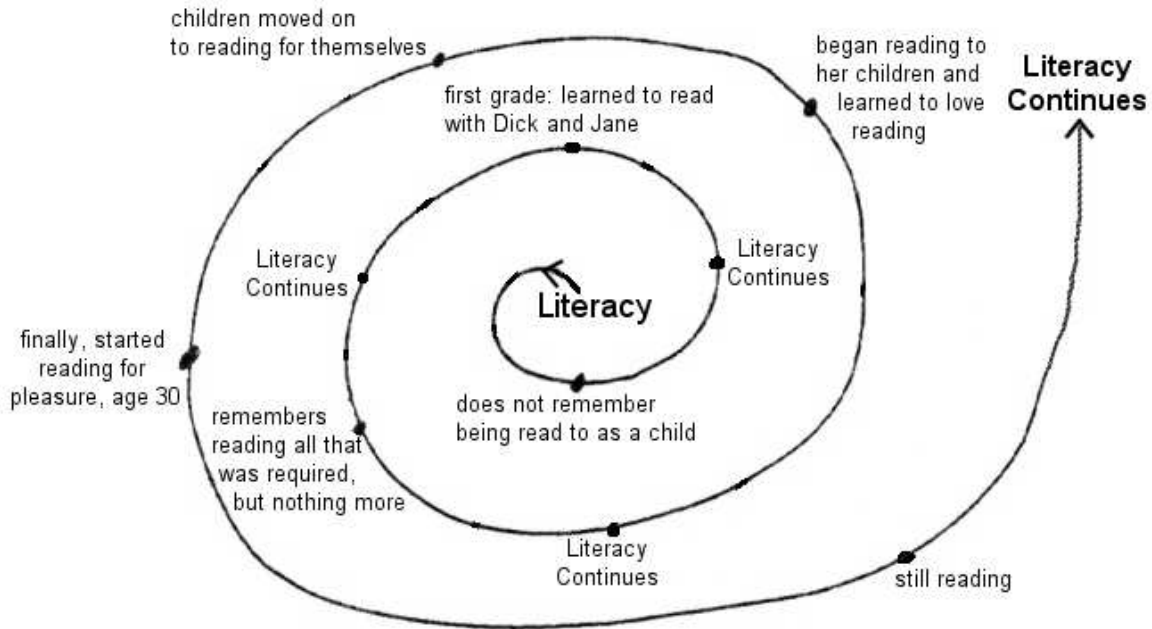 children moved on
to reading for themselves
began reading to
her children and
learned to love
reading
Literacy
Continues
first grade: learned to read
with Dick and Jane
Literacy
Continues
Literacy
Continues
Literacy
finally, started
reading for
pleasure, age 30
does not remember
being read to as a child
remembers
reading all that
was required,
but nothing more
Literacy
Continues
still reading